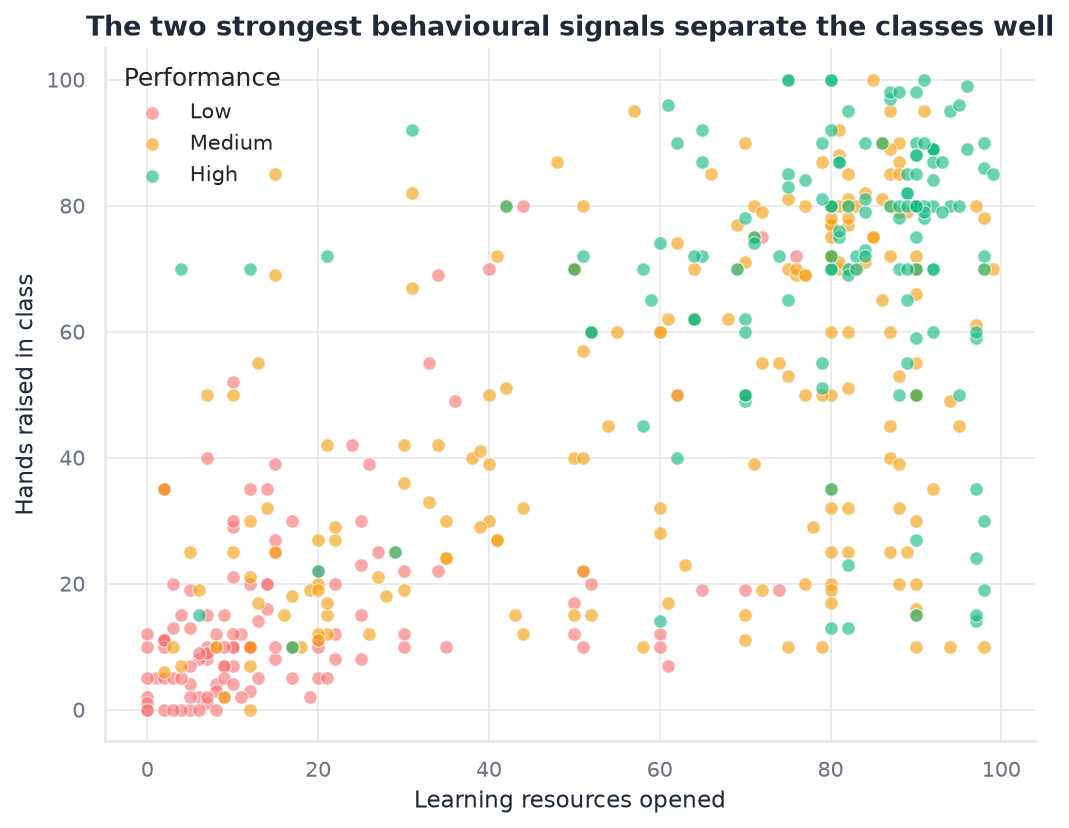 The two strongest behavioural signals separate the classes well
Performance
Low
Medium
High
100
80
60
40
20
0
Hands raised in class
0 20 40 60 80 100
Learning resources opened